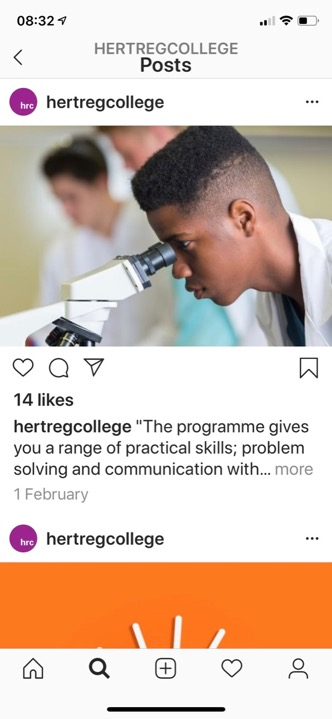 08:32
HERTREGCOLLEGE
Posts
hrc hertregcollege
14 likes
hertregcollege "The programme gives
you a range of practical skills; problem
solving and communication with... more
1 February
hrc hertregcollege